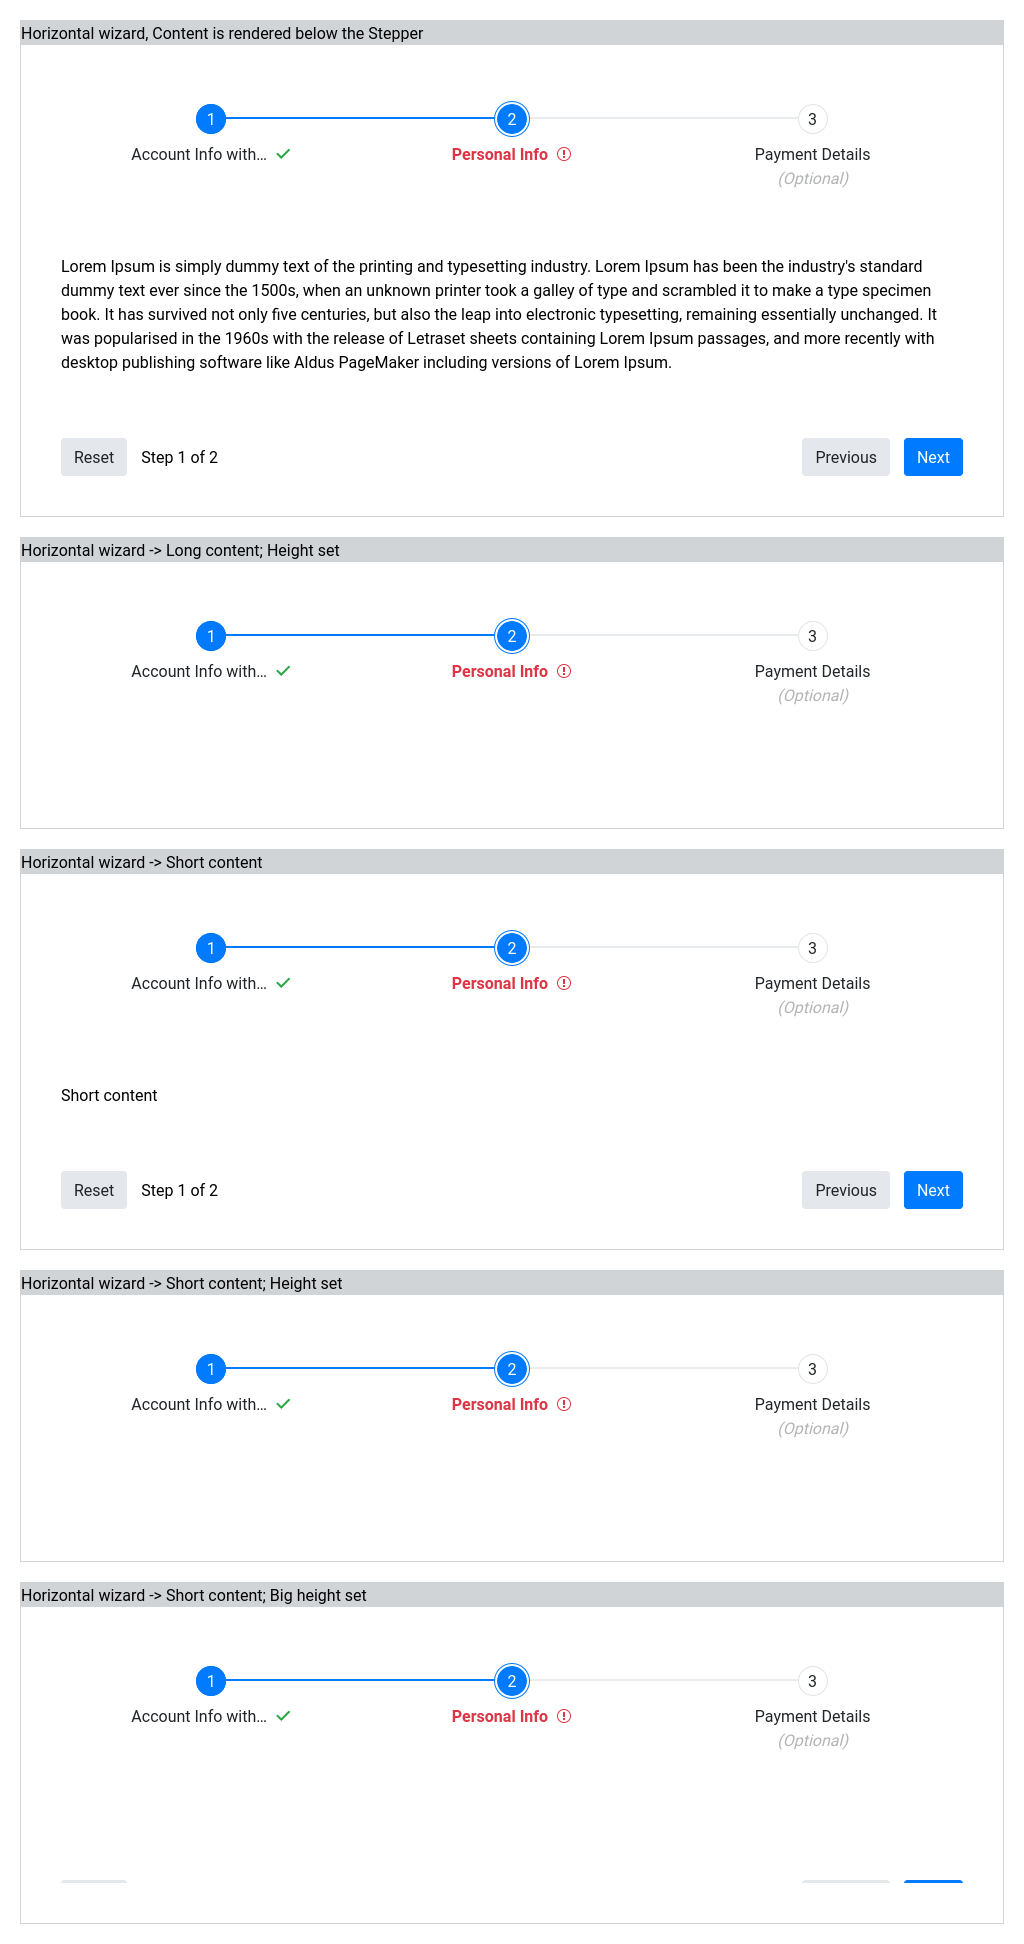 Horizontal wizard, Content is rendered below the Stepper
1 2 3
Account Info with... Personal Info Payment Details
(Optional)
Lorem Ipsum is simply dummy text of the printing and typesetting industry. Lorem Ipsum has been the industry's standard
dummy text ever since the 1500s, when an unknown printer took a galley of type and scrambled it to make a type specimen
book. It has survived not only five centuries, but also the leap into electronic typesetting, remaining essentially unchanged. It
was popularised in the 1960s with the release of Letraset sheets containing Lorem Ipsum passages, and more recently with
desktop publishing software like Aldus PageMaker including versions of Lorem Ipsum.
Reset Step 1 of 2 Previous Next
Horizontal wizard -> Long content; Height set
1 2 3
Account Info with... Personal Info Payment Details
(Optional)
Horizontal wizard -> Short content
1 2 3
Account Info with... Personal Info Payment Details
(Optional)
Short content
Reset Step 1 of 2 Previous Next
Horizontal wizard -> Short content; Height set
1 2 3
Account Info with... Personal Info Payment Details
(Optional)
Horizontal wizard -> Short content; Big height set
1 2 3
Account Info with... Personal Info Payment Details
(Optional)